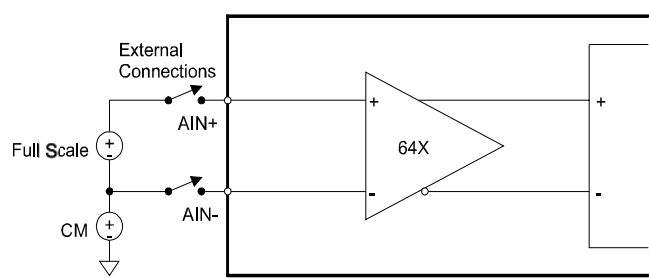 External
Connections
+
AIN+
+
-
Full Scale
64X
+
-
AIN-
-
+
-
CM